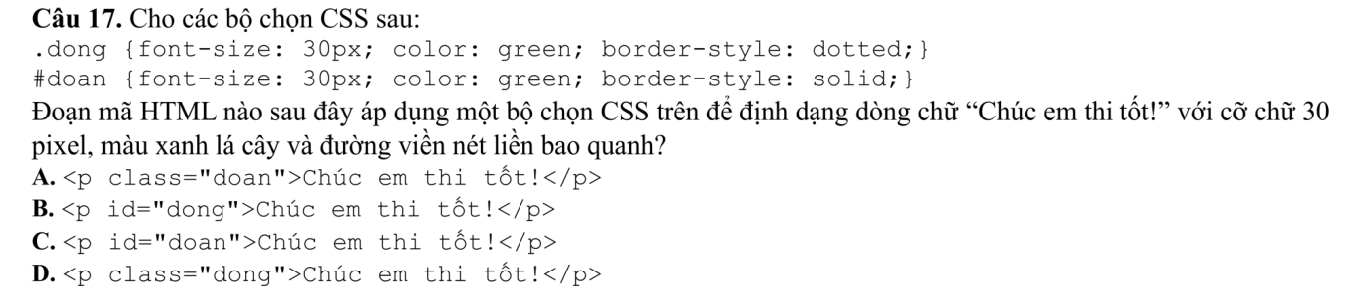 Câu 17. Cho các bộ chọn CSS sau:
.dong {font-size: 30px; color: green; border-style: dotted;}
#doan {font-size: 30px; color: green; border-style: solid;}
Đoạn mã HTML nào sau đây áp dụng một bộ chọn CSS trên để định dạng dòng chữ “Chúc em thi tốt!” với cỡ chữ 30
pixel, màu xanh lá cây và đường viền nét liền bao quanh?
A. <p class="doan">Chúc em thi tốt!</p>
B. <p id="dong">Chúc em thi tốt!</p>
C. <p id="doan">Chúc em thi tốt!</p>
D. <p class="dong">Chúc em thi tốt!</p>